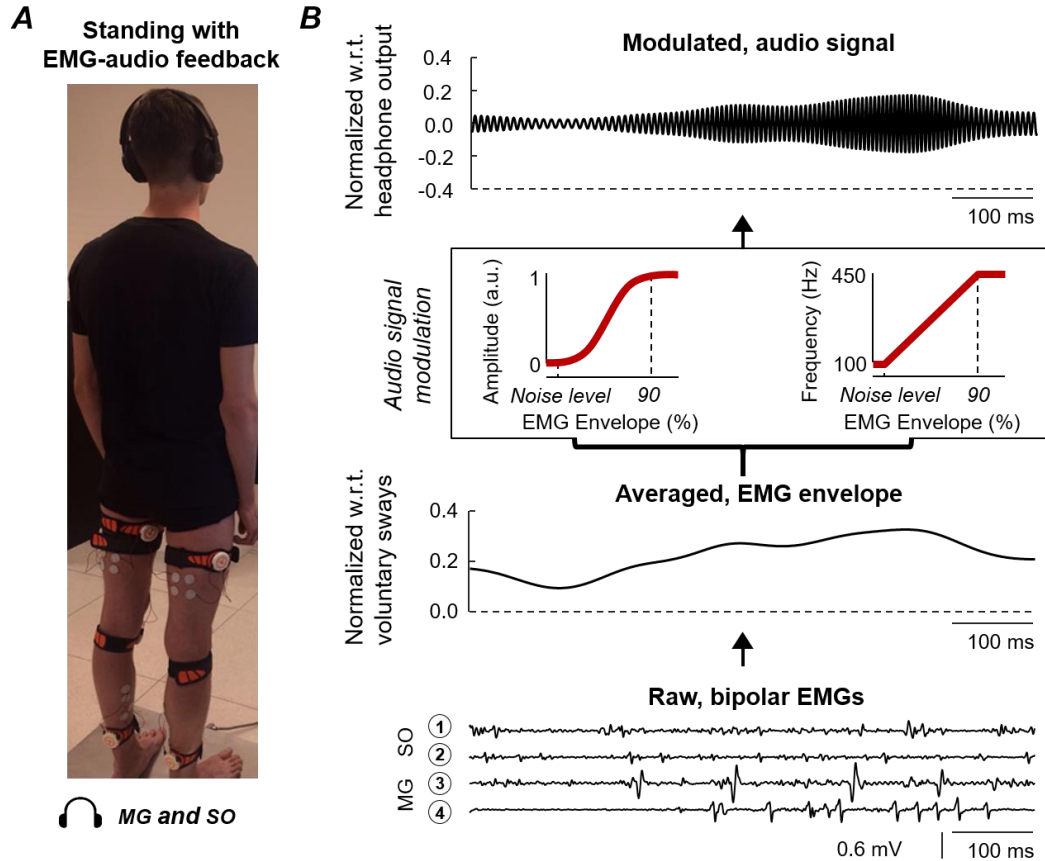 A
Standing with
EMG-audio feedback
MG and SO
B
Modulated, audio signal
Normalized w.r.t.
headphone output
0.4
0.2
0.0
-0.2
-0.4
100 ms
Audio signal
modulation
Amplitude (a.u.)
1
0
Noise level 90
EMG Envelope (%)
Frequency (Hz)
450
100
Noise level 90
EMG Envelope (%)
Averaged, EMG envelope
Normalized w.r.t.
voluntary sways
0.4
0.2
0.0
100 ms
Raw, bipolar EMGs
SO
1
2
MG
3
4
0.6 mV
100 ms